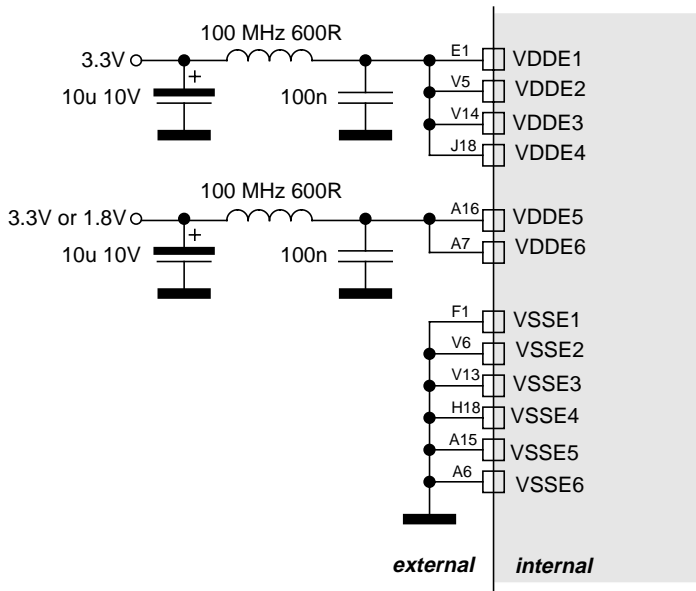 100 MHz 600R
3.3V
E1 VDDE1
+
10u 10V
100n
V5 VDDE2
V14 VDDE3
J18 VDDE4
100 MHz 600R
3.3V or 1.8V
A16 VDDE5
+
10u 10V
100n
A7 VDDE6
F1 VSSE1
V6 VSSE2
V13 VSSE3
H18 VSSE4
A15 VSSE5
A6 VSSE6
external internal